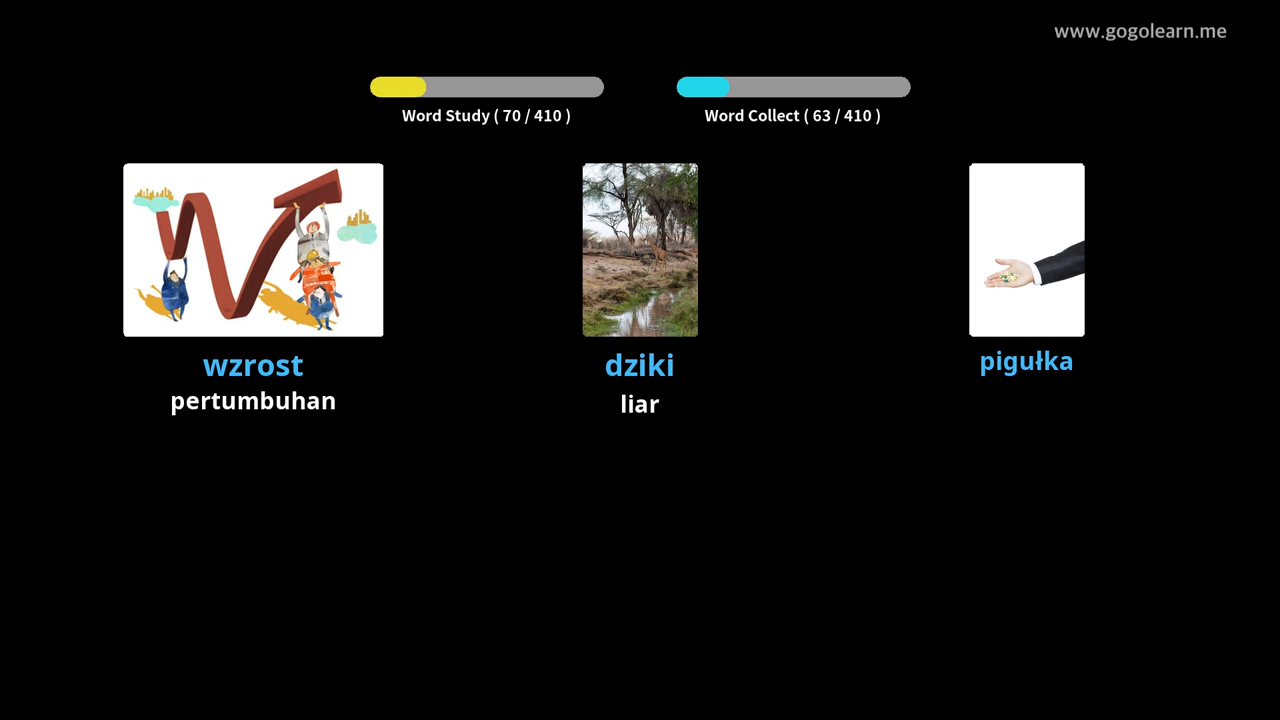 www.gogolearn.me
Word Study ( 70 / 410 )
Word Collect ( 63 / 410 )
wzrost
pertumbuhan
dziki
liar
pigułka